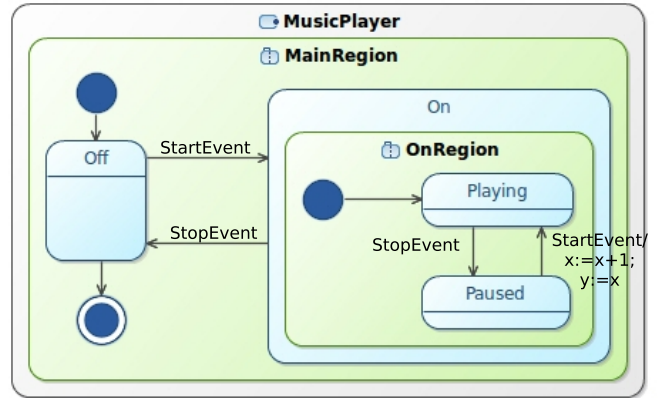 MusicPlayer
MainRegion
On
Off
StartEvent
OnRegion
Playing
StopEvent
StopEvent
StartEvent/
x:=x+1;
y:=x
Paused